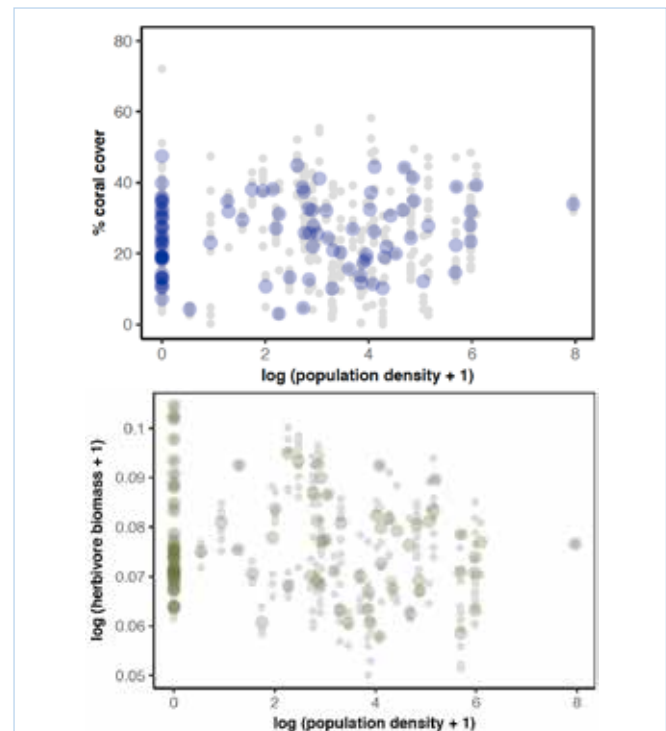 80
60
% coral cover
40
20
0
0 2 4 6 8
log (population density + 1)
0.1
0.09
log (herbivore biomass + 1)
0.08
0.07
0.06
0.05
0 2 4 6 8
log (population density + 1)